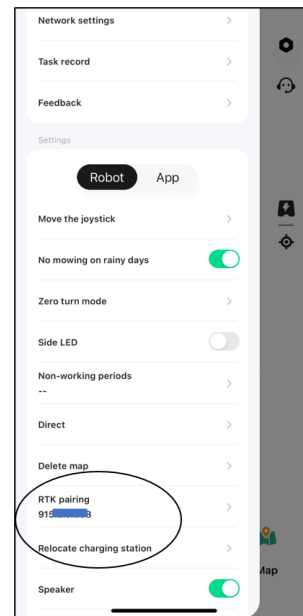 Network settings
Task record
Feedback
Settings
Robot App
Move the joystick
No mowing on rainy days
Zero turn mode
Side LED
Non-working periods
--
Direct
Delete map
RTK pairing
Relocate charging station
Map
Speaker